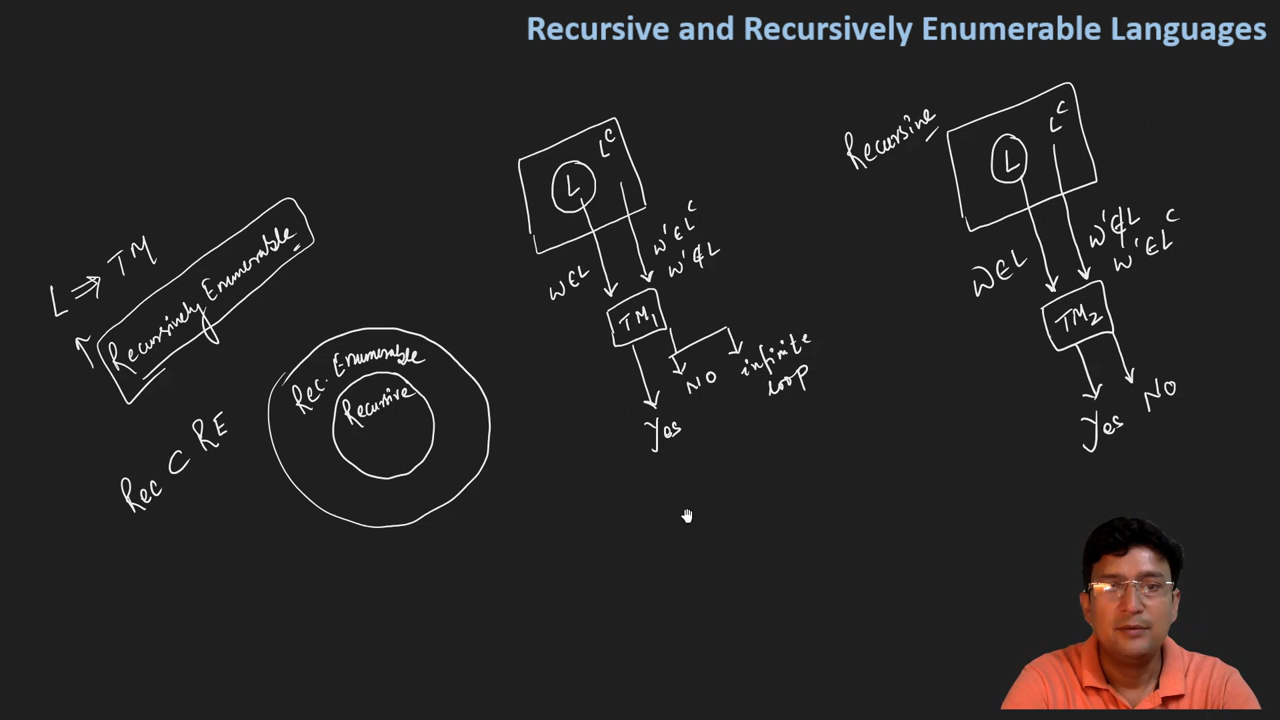 Recursive and Recursively Enumerable Languages
L ⇒ TM
Recursively Enumerable
Rec ⊂ RE
Rec. Enumerable
Recursive
L
L^C
W∈L
W'∈L^C
W'∉L
TM₁
Yes
NO
infinite
loop
Recursive
L
L^C
W∈L
W'∉L
W'∈L^C
TM₂
Yes
NO